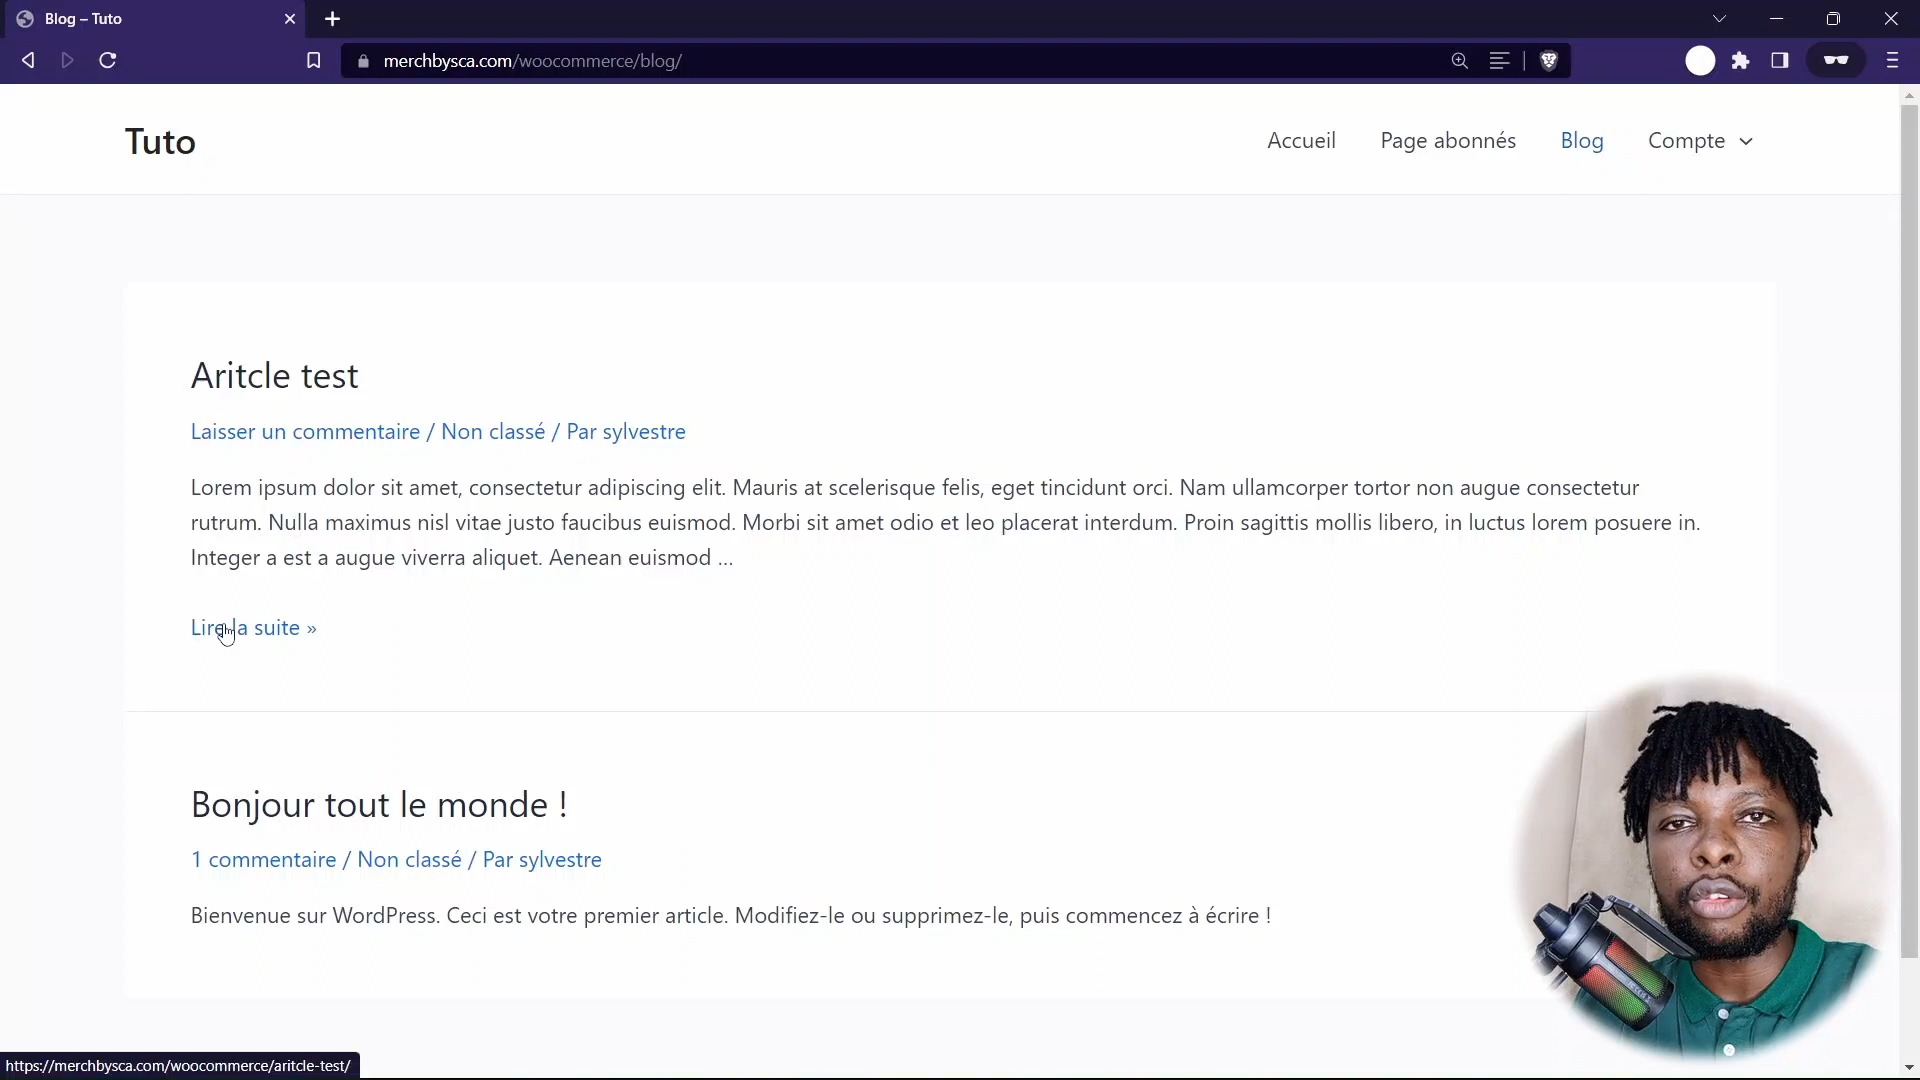 Blog – Tuto
merchbysca.com/woocommerce/blog/
Tuto
Accueil
Page abonnés
Blog
Compte
Aritcle test
Laisser un commentaire / Non classé / Par sylvestre
Lorem ipsum dolor sit amet, consectetur adipiscing elit. Mauris at scelerisque felis, eget tincidunt orci. Nam ullamcorper tortor non augue consectetur
rutrum. Nulla maximus nisl vitae justo faucibus euismod. Morbi sit amet odio et leo placerat interdum. Proin sagittis mollis libero, in luctus lorem posuere in.
Integer a est a augue viverra aliquet. Aenean euismod …
Lire la suite »
Bonjour tout le monde !
1 commentaire / Non classé / Par sylvestre
Bienvenue sur WordPress. Ceci est votre premier article. Modifiez-le ou supprimez-le, puis commencez à écrire !
https://merchbysca.com/woocommerce/aritcle-test/